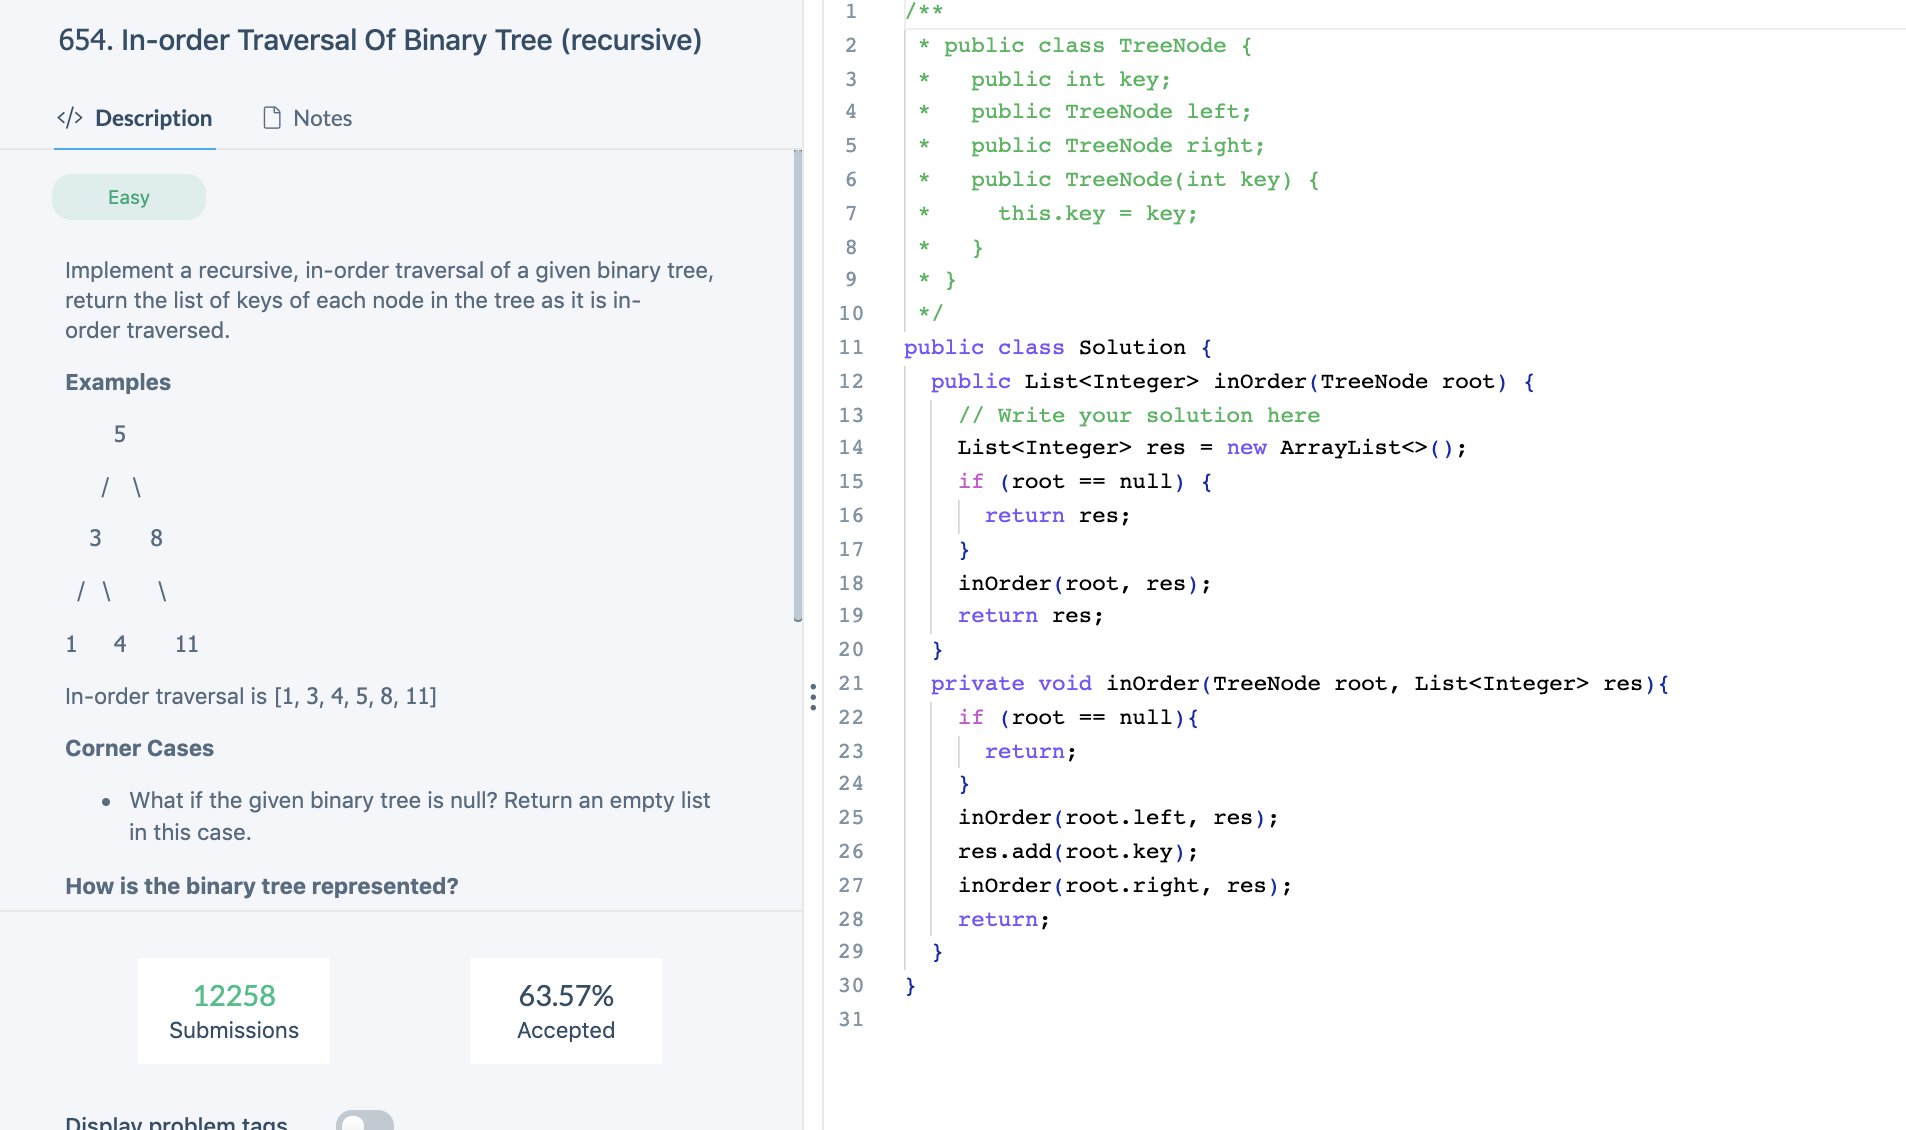 654. In-order Traversal Of Binary Tree (recursive)
</> Description
Notes
Easy
Implement a recursive, in-order traversal of a given binary tree,
return the list of keys of each node in the tree as it is in-
order traversed.
Examples
5
/ \
3 8
/ \ \
1 4 11
In-order traversal is [1, 3, 4, 5, 8, 11]
Corner Cases
• What if the given binary tree is null? Return an empty list
in this case.
How is the binary tree represented?
12258
Submissions
63.57%
Accepted
Display problem tags
1 /**
2  * public class TreeNode {
3  *   public int key;
4  *   public TreeNode left;
5  *   public TreeNode right;
6  *   public TreeNode(int key) {
7  *     this.key = key;
8  *   }
9  * }
10  */
11 public class Solution {
12   public List<Integer> inOrder(TreeNode root) {
13     // Write your solution here
14     List<Integer> res = new ArrayList<>();
15     if (root == null) {
16       return res;
17     }
18     inOrder(root, res);
19     return res;
20   }
21   private void inOrder(TreeNode root, List<Integer> res){
22     if (root == null){
23       return;
24     }
25     inOrder(root.left, res);
26     res.add(root.key);
27     inOrder(root.right, res);
28     return;
29   }
30 }
31